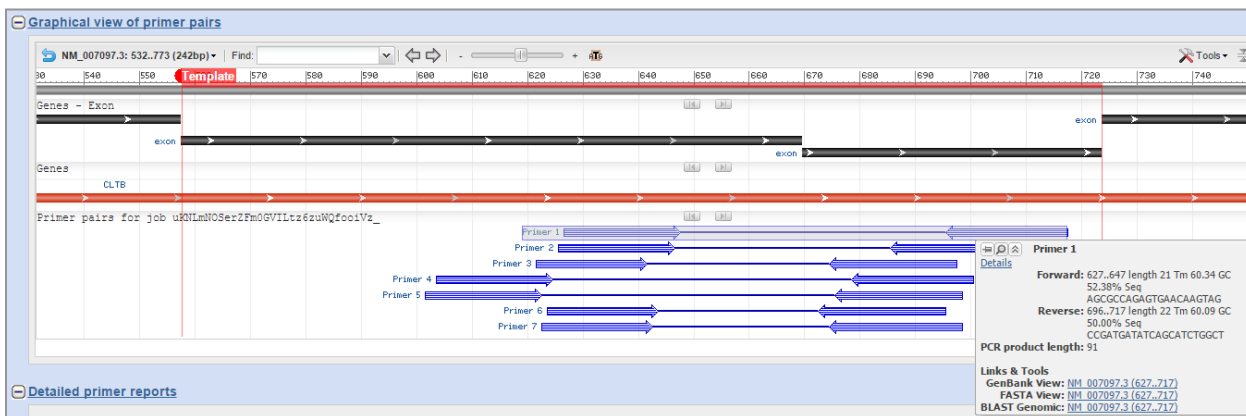 Graphical view of primer pairs
NM_007097.3: 532..773 (242bp) Find: - + Tools
30 540 550 Template 570 580 590 600 610 620 630 640 650 660 670 680 690 700 710 720 730 740
Genes - Exon
exon
exon
exon
Genes
CLTB
Primer pairs for job uKNLmNOSerZFm0GVILtz6zuWQfooiVz_
Primer 1
Primer 2
Primer 3
Primer 4
Primer 5
Primer 6
Primer 7
Primer 1
Details
Forward: 627..647 length 21 Tm 60.34 GC
52.38% Seq
AGCGCCAGAGTGAACAAGTAG
Reverse: 696..717 length 22 Tm 60.09 GC
50.00% Seq
CCGATGATATCAGCATCTGGCT
PCR product length: 91
Links & Tools
GenBank View: NM_007097.3 (627..717)
FASTA View: NM_007097.3 (627..717)
BLAST Genomic: NM_007097.3 (627..717)
Detailed primer reports